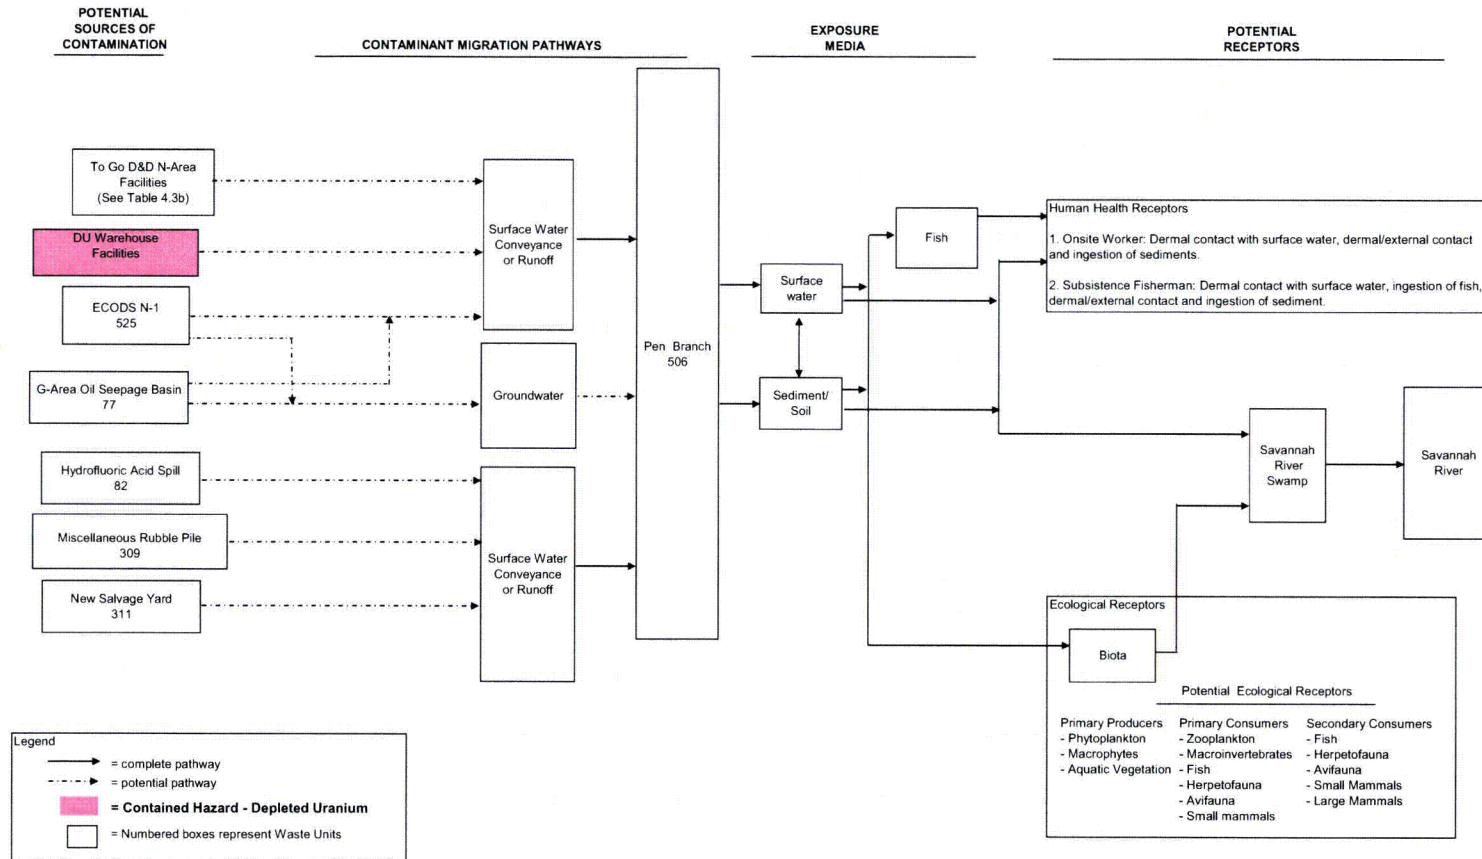 POTENTIAL
SOURCES OF
CONTAMINATION
CONTAMINANT MIGRATION PATHWAYS
EXPOSURE
MEDIA
POTENTIAL
RECEPTORS
To Go D&D N-Area
Facilities
(See Table 4.3b)
DU Warehouse
Facilities
ECODS N-1
525
G-Area Oil Seepage Basin
77
Hydrofluoric Acid Spill
82
Miscellaneous Rubble Pile
309
New Salvage Yard
311
Surface Water
Conveyance
or Runoff
Groundwater
Surface Water
Conveyance
or Runoff
Pen Branch
506
Surface
water
Sediment/
Soil
Fish
Human Health Receptors
1. Onsite Worker: Dermal contact with surface water, dermal/external contact
and ingestion of sediments.
2. Subsistence Fisherman: Dermal contact with surface water, ingestion of fish,
dermal/external contact and ingestion of sediment.
Savannah
River
Swamp
Savannah
River
Ecological Receptors
Biota
Potential Ecological Receptors
Primary Producers
- Phytoplankton
- Macrophytes
- Aquatic Vegetation
Primary Consumers
- Zooplankton
- Macroinvertebrates
- Fish
- Herpetofauna
- Avifauna
- Small mammals
Secondary Consumers
- Fish
- Herpetofauna
- Avifauna
- Small Mammals
- Large Mammals
Legend
= complete pathway
= potential pathway
= Contained Hazard - Depleted Uranium
= Numbered boxes represent Waste Units